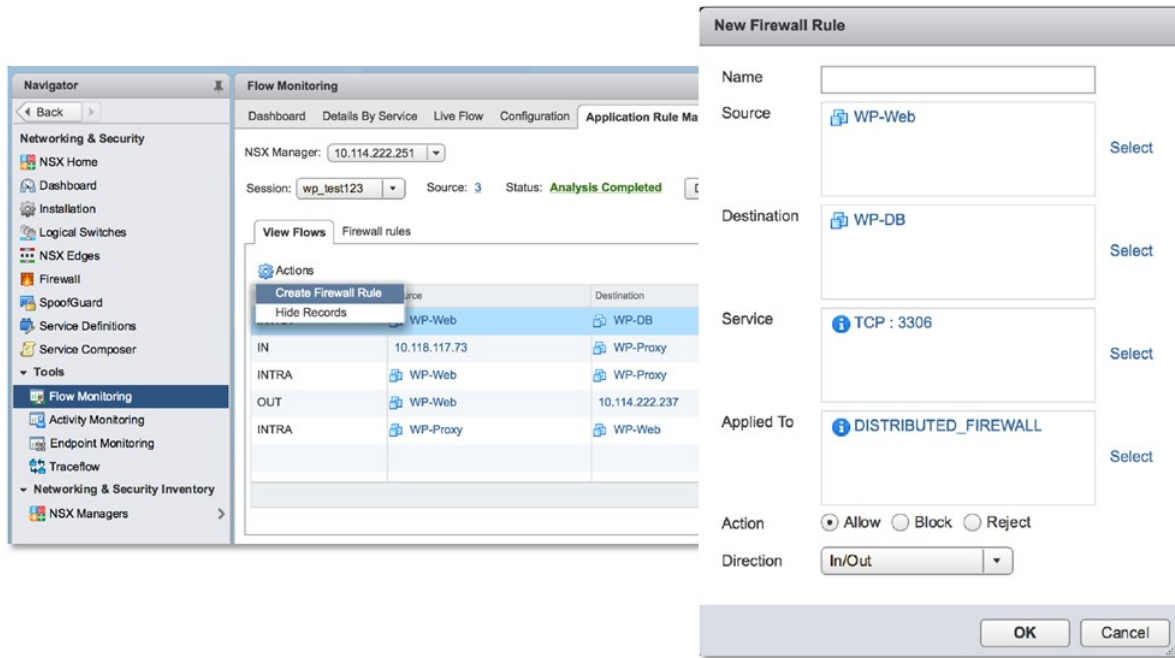 Navigator
Back
Networking & Security
NSX Home
Dashboard
Installation
Logical Switches
NSX Edges
Firewall
SpoofGuard
Service Definitions
Service Composer
Tools
Flow Monitoring
Activity Monitoring
Endpoint Monitoring
Traceflow
Networking & Security Inventory
NSX Managers
Flow Monitoring
Dashboard Details By Service Live Flow Configuration Application Rule Ma
NSX Manager: 10.114.222.251
Session: wp_test123 Source: 3 Status: Analysis Completed
View Flows Firewall rules
Actions
Create Firewall Rule
Hide Records
Destination
WP-Web WP-DB
IN 10.118.117.73 WP-Proxy
INTRA WP-Web WP-Proxy
OUT WP-Web 10.114.222.237
INTRA WP-Proxy WP-Web
New Firewall Rule
Name
Source WP-Web Select
Destination WP-DB Select
Service TCP : 3306 Select
Applied To DISTRIBUTED_FIREWALL Select
Action Allow Block Reject
Direction In/Out
OK Cancel